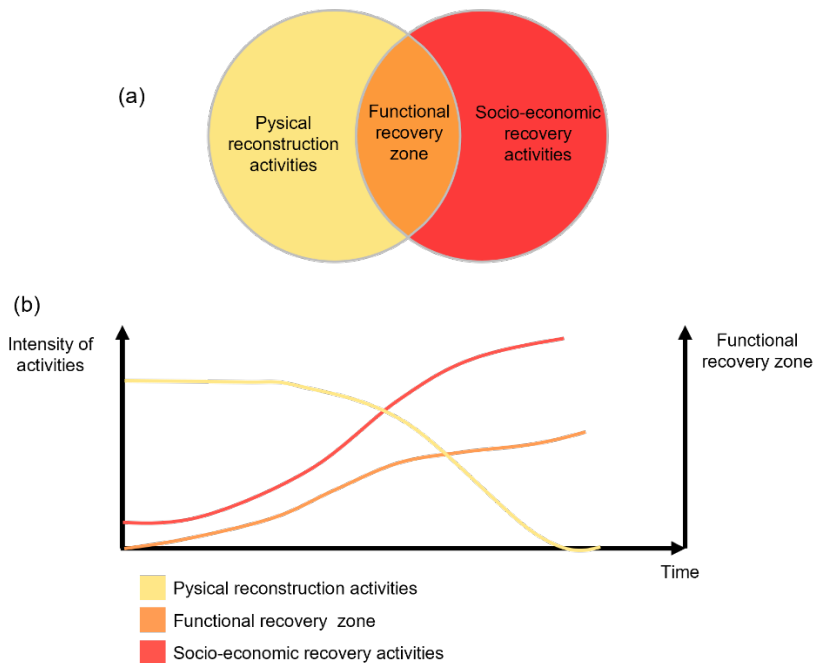 (a)
Pysical
reconstruction
activities
Functional
recovery
zone
Socio-economic
recovery
activities
(b)
Intensity of
activities
Functional
recovery zone
Time
Pysical reconstruction activities
Functional recovery zone
Socio-economic recovery activities